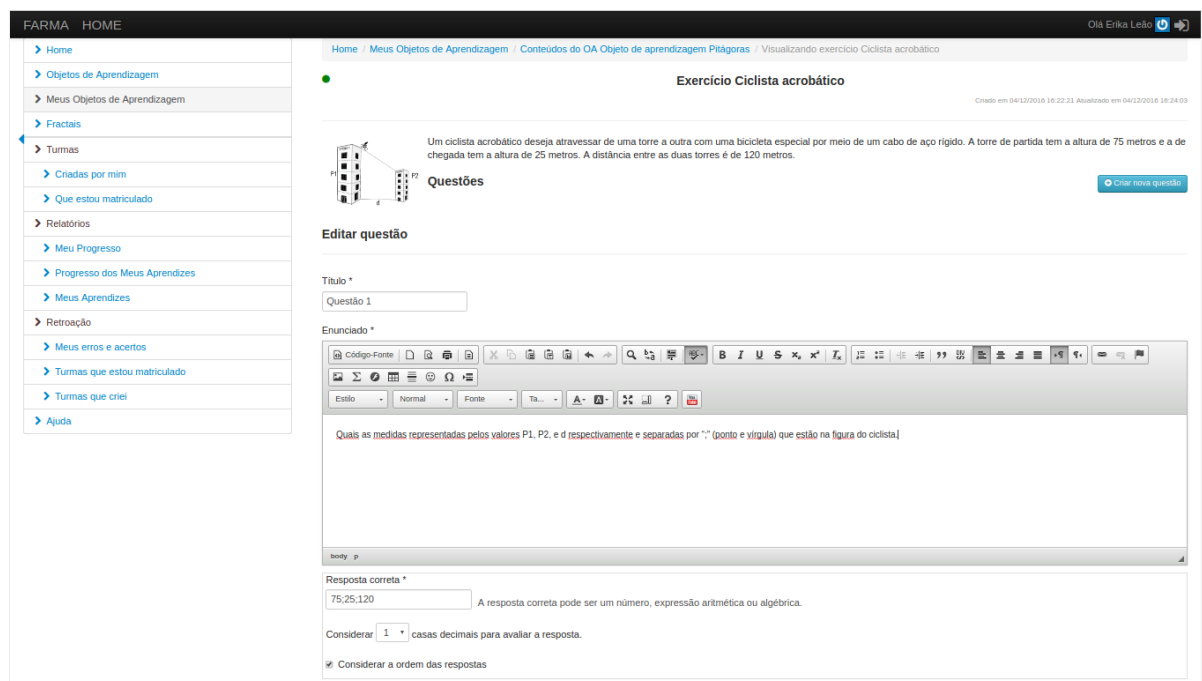 FARMA HOME
Olá Erika Leão
Home
Objetos de Aprendizagem
Meus Objetos de Aprendizagem
Fractais
Turmas
Criadas por mim
Que estou matriculado
Relatórios
Meu Progresso
Progresso dos Meus Aprendizes
Meus Aprendizes
Retroação
Meus erros e acertos
Turmas que estou matriculado
Turmas que criei
Ajuda
Home / Meus Objetos de Aprendizagem / Conteúdos do OA Objeto de aprendizagem Pitágoras / Visualizando exercício Ciclista acrobático
Exercício Ciclista acrobático
Criado em 04/12/2016 16:22:21 Atualizado em 04/12/2016 16:24:03
Um ciclista acrobático deseja atravessar de uma torre a outra com uma bicicleta especial por meio de um cabo de aço rígido. A torre de partida tem a altura de 75 metros e a de
chegada tem a altura de 25 metros. A distância entre as duas torres é de 120 metros.
P1
P2
d
Questões
Criar nova questão
Editar questão
Título *
Questão 1
Enunciado *
Código-Fonte
Estilo Normal Fonte Ta...
Quais as medidas representadas pelos valores P1, P2, e d respectivamente e separadas por ";" (ponto e vírgula) que estão na figura do ciclista.
body p
Resposta correta *
75;25;120
A resposta correta pode ser um número, expressão aritmética ou algébrica.
Considerar 1 casas decimais para avaliar a resposta.
Considerar a ordem das respostas